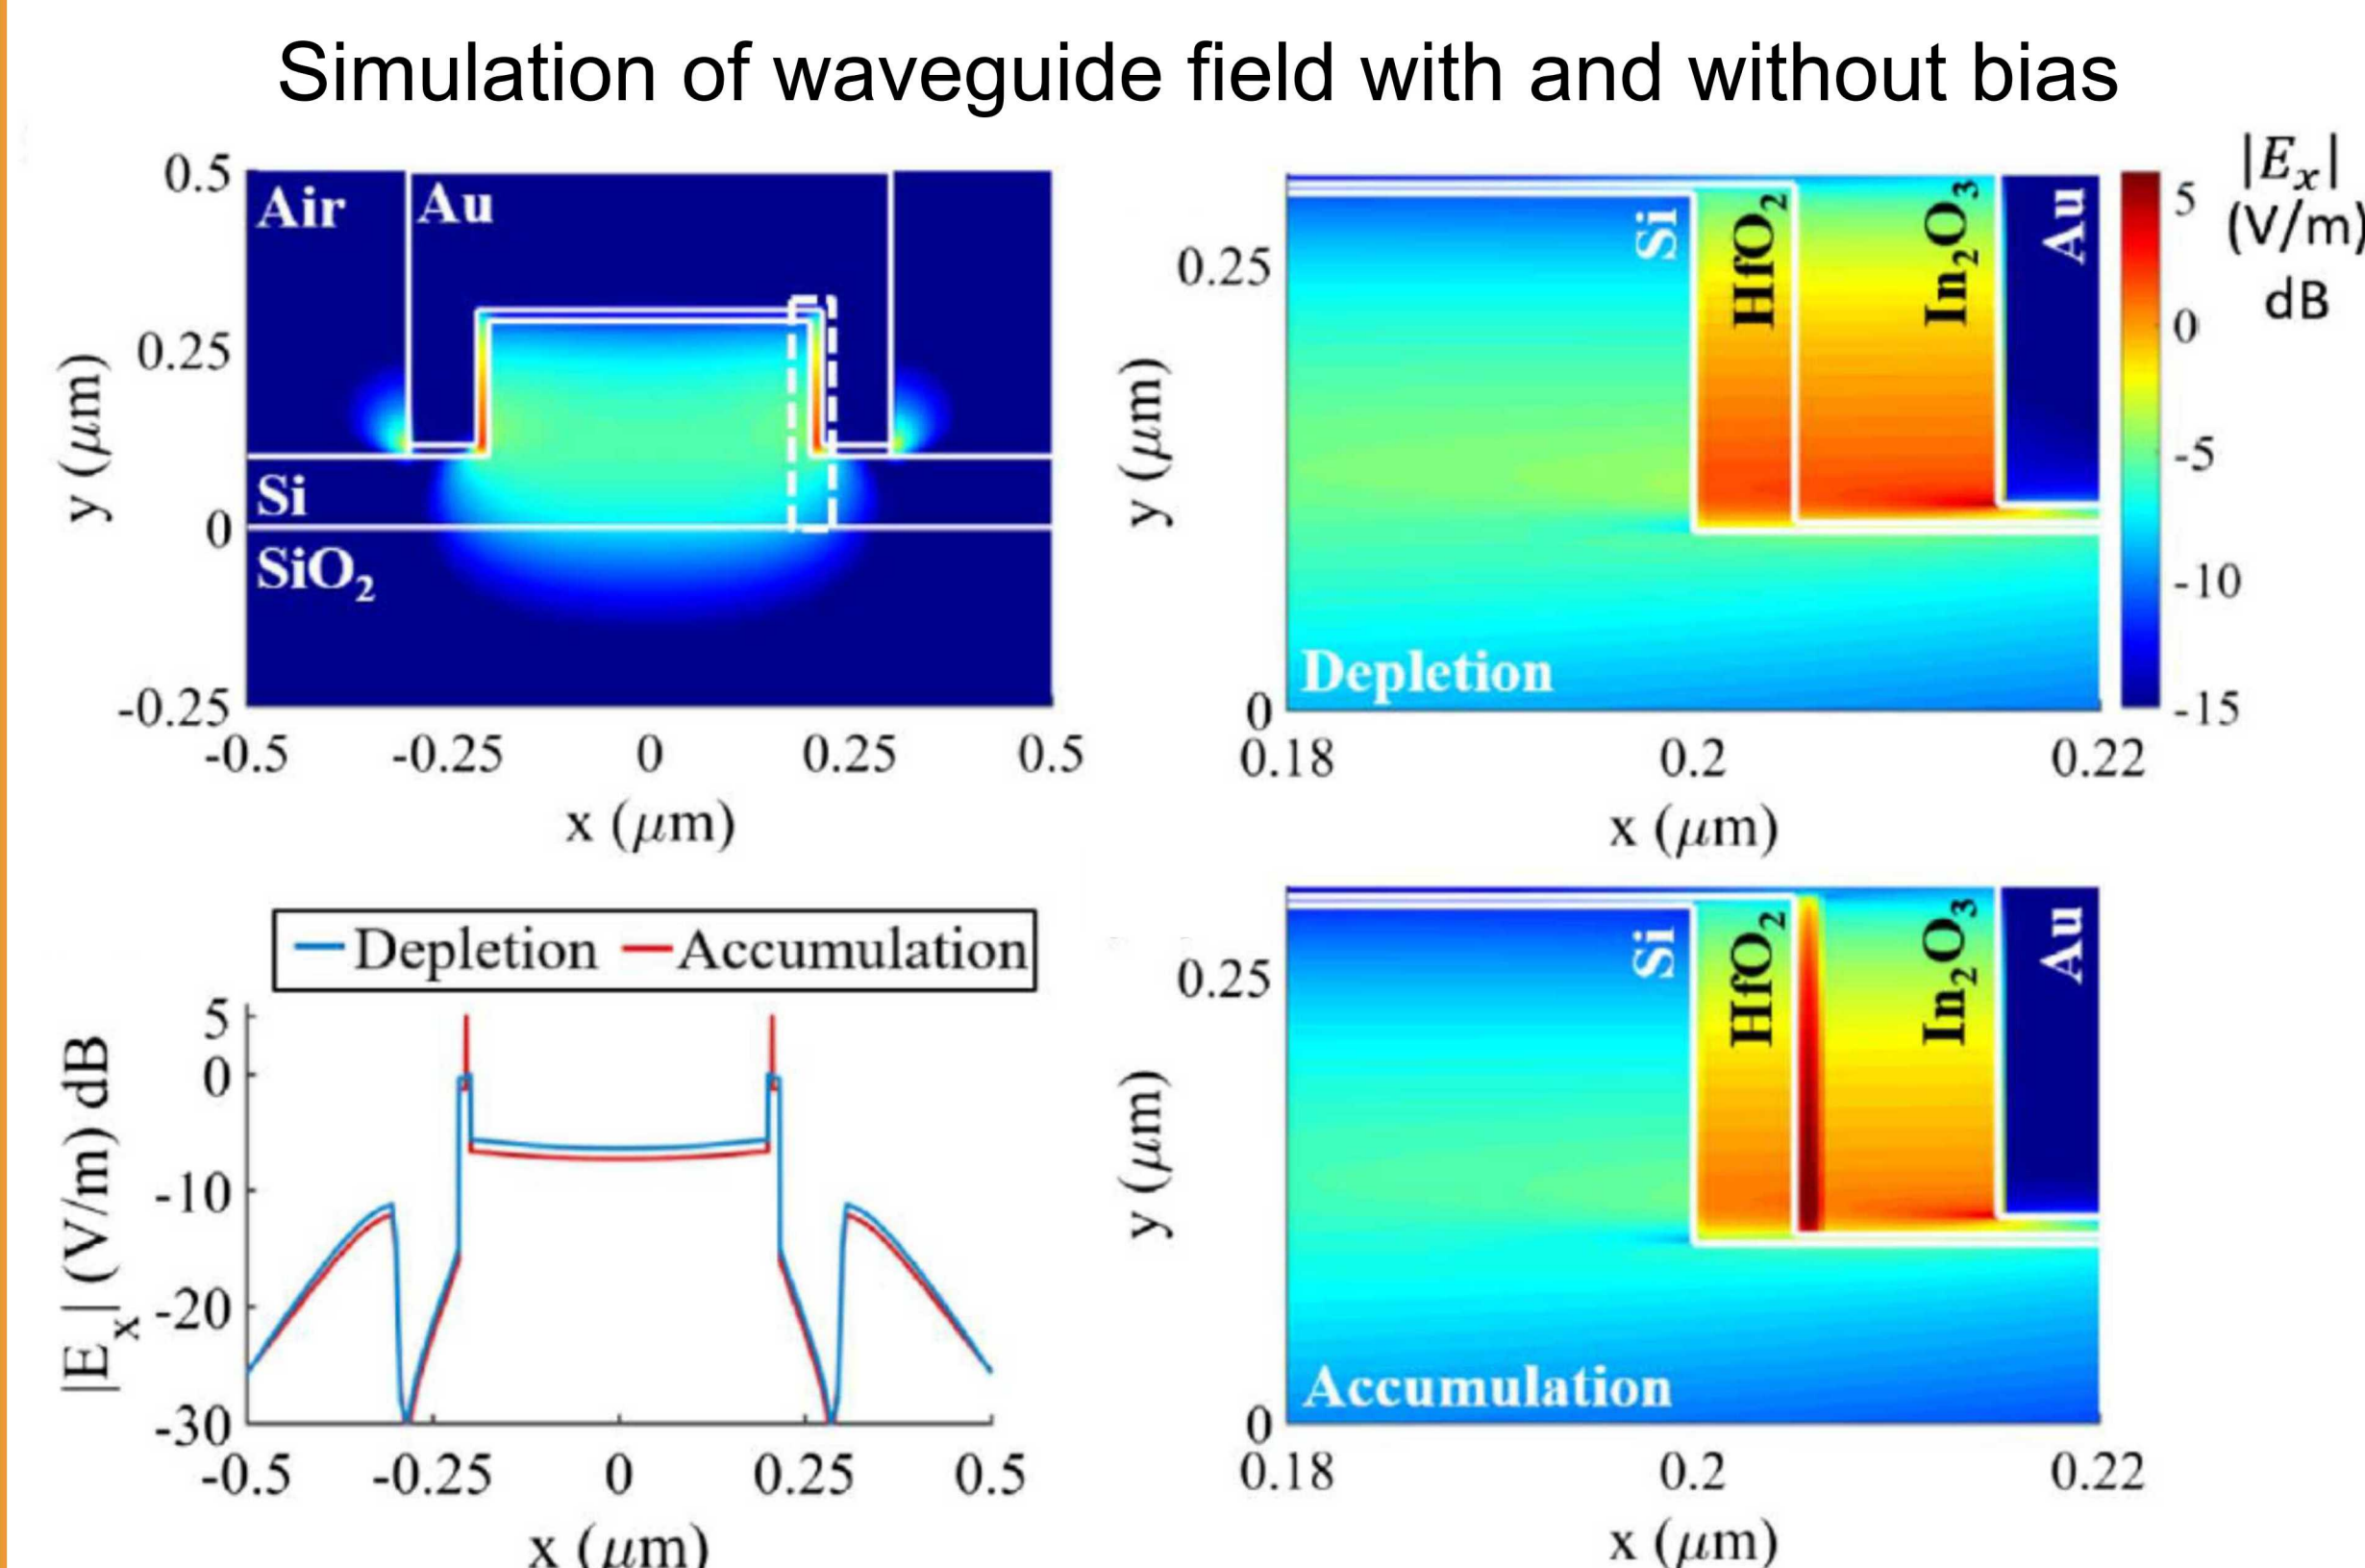 Simulation of waveguide field with and without bias
0.5
0.25
0
-0.25
y (μm)
Air
Au
Si
SiO₂
-0.5 -0.25 0 0.25 0.5
x (μm)
0.25
0
y (μm)
Si
HfO₂
In₂O₃
Au
Depletion
0.18 0.2 0.22
x (μm)
|Eₓ|
(V/m)
dB
5
0
-5
-10
-15
Depletion Accumulation
5
0
-10
-20
-30
|Eₓ| (V/m) dB
-0.5 -0.25 0 0.25 0.5
x (μm)
0.25
0
y (μm)
Si
HfO₂
In₂O₃
Au
Accumulation
0.18 0.2 0.22
x (μm)